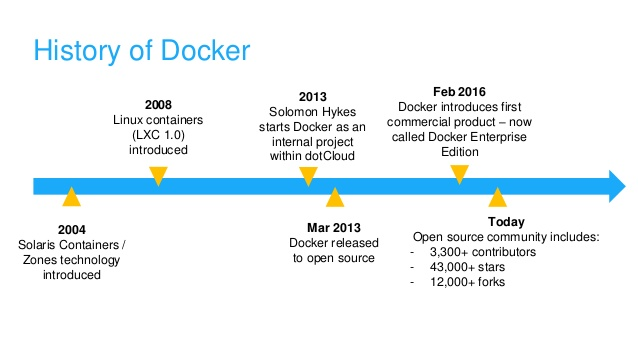 History of Docker
2008
Linux containers
(LXC 1.0)
introduced
2013
Solomon Hykes
starts Docker as an
internal project
within dotCloud
Feb 2016
Docker introduces first
commercial product – now
called Docker Enterprise
Edition
2004
Solaris Containers /
Zones technology
introduced
Mar 2013
Docker released
to open source
Today
Open source community includes:
- 3,300+ contributors
- 43,000+ stars
- 12,000+ forks